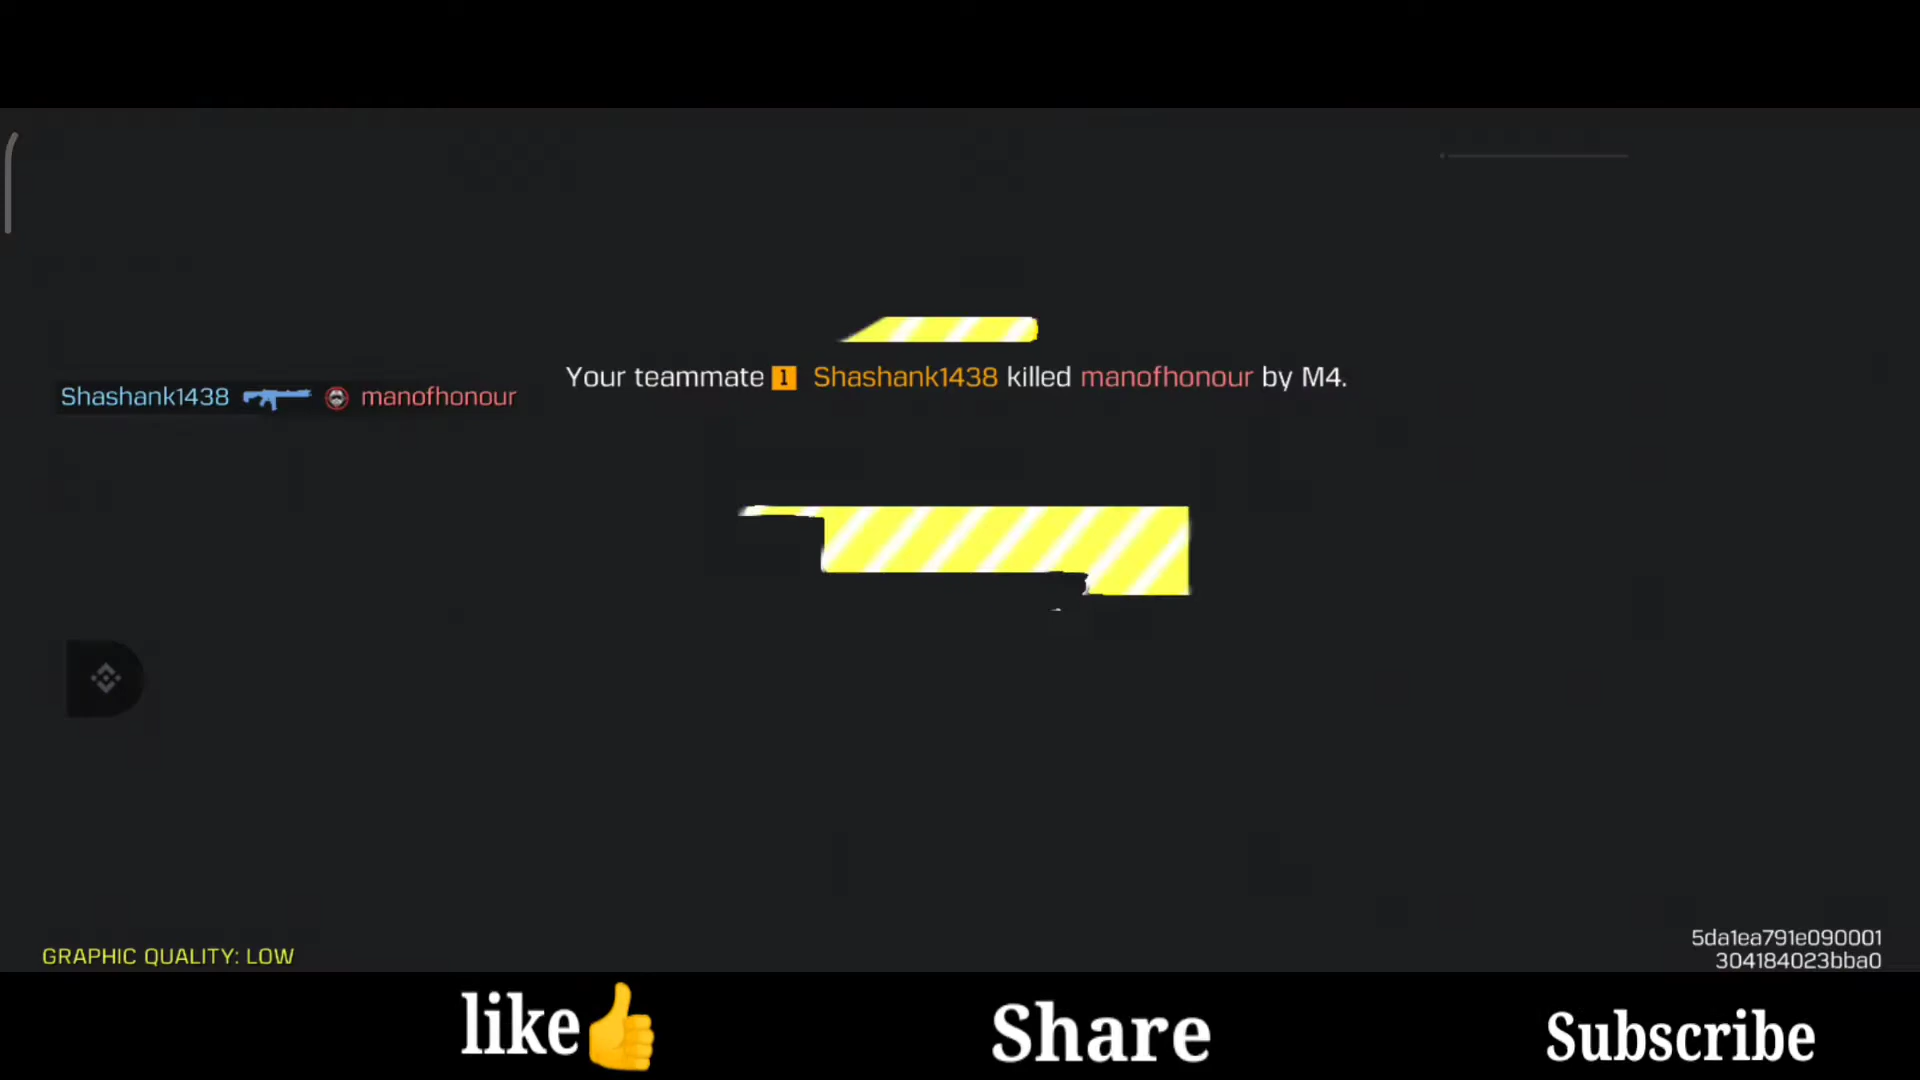 Your teammate 1 Shashank1438 killed manofhonour by M4.
Shashank1438 manofhonour
GRAPHIC QUALITY: LOW
5da1ea791e090001
304184023bba0
like👍 Share Subscribe